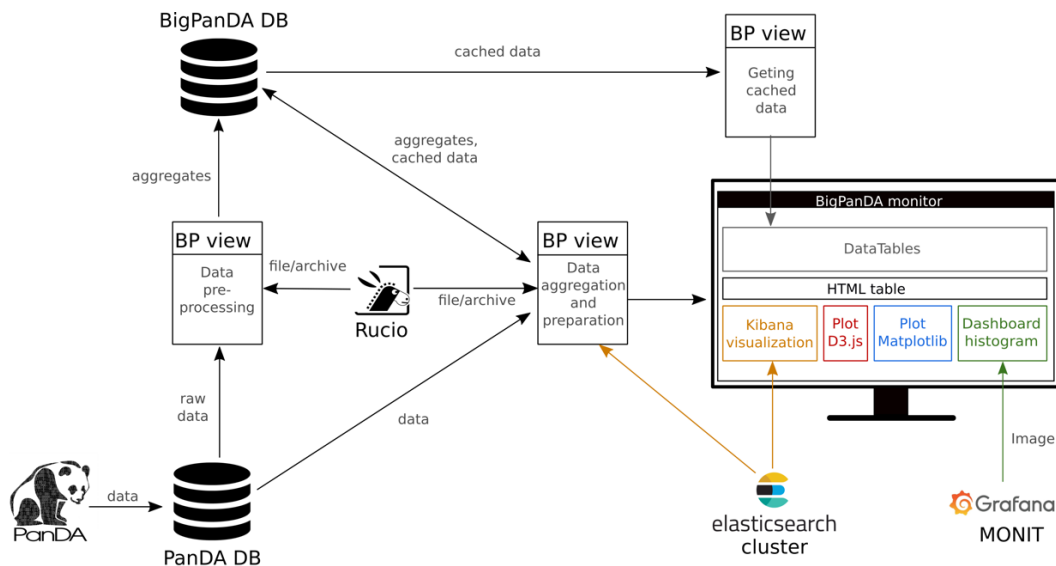 BigPanDA DB
cached data
BP view
Geting
cached
data
aggregates,
cached data
aggregates
BigPanDA monitor
DataTables
HTML table
Kibana
visualization
Plot
D3.js
Plot
Matplotlib
Dashboard
histogram
BP view
Data
pre-
processing
file/archive
Rucio
file/archive
BP view
Data
aggregation
and
preparation
raw
data
data
Image
PanDA
data
PanDA DB
elasticsearch
cluster
Grafana
MONIT